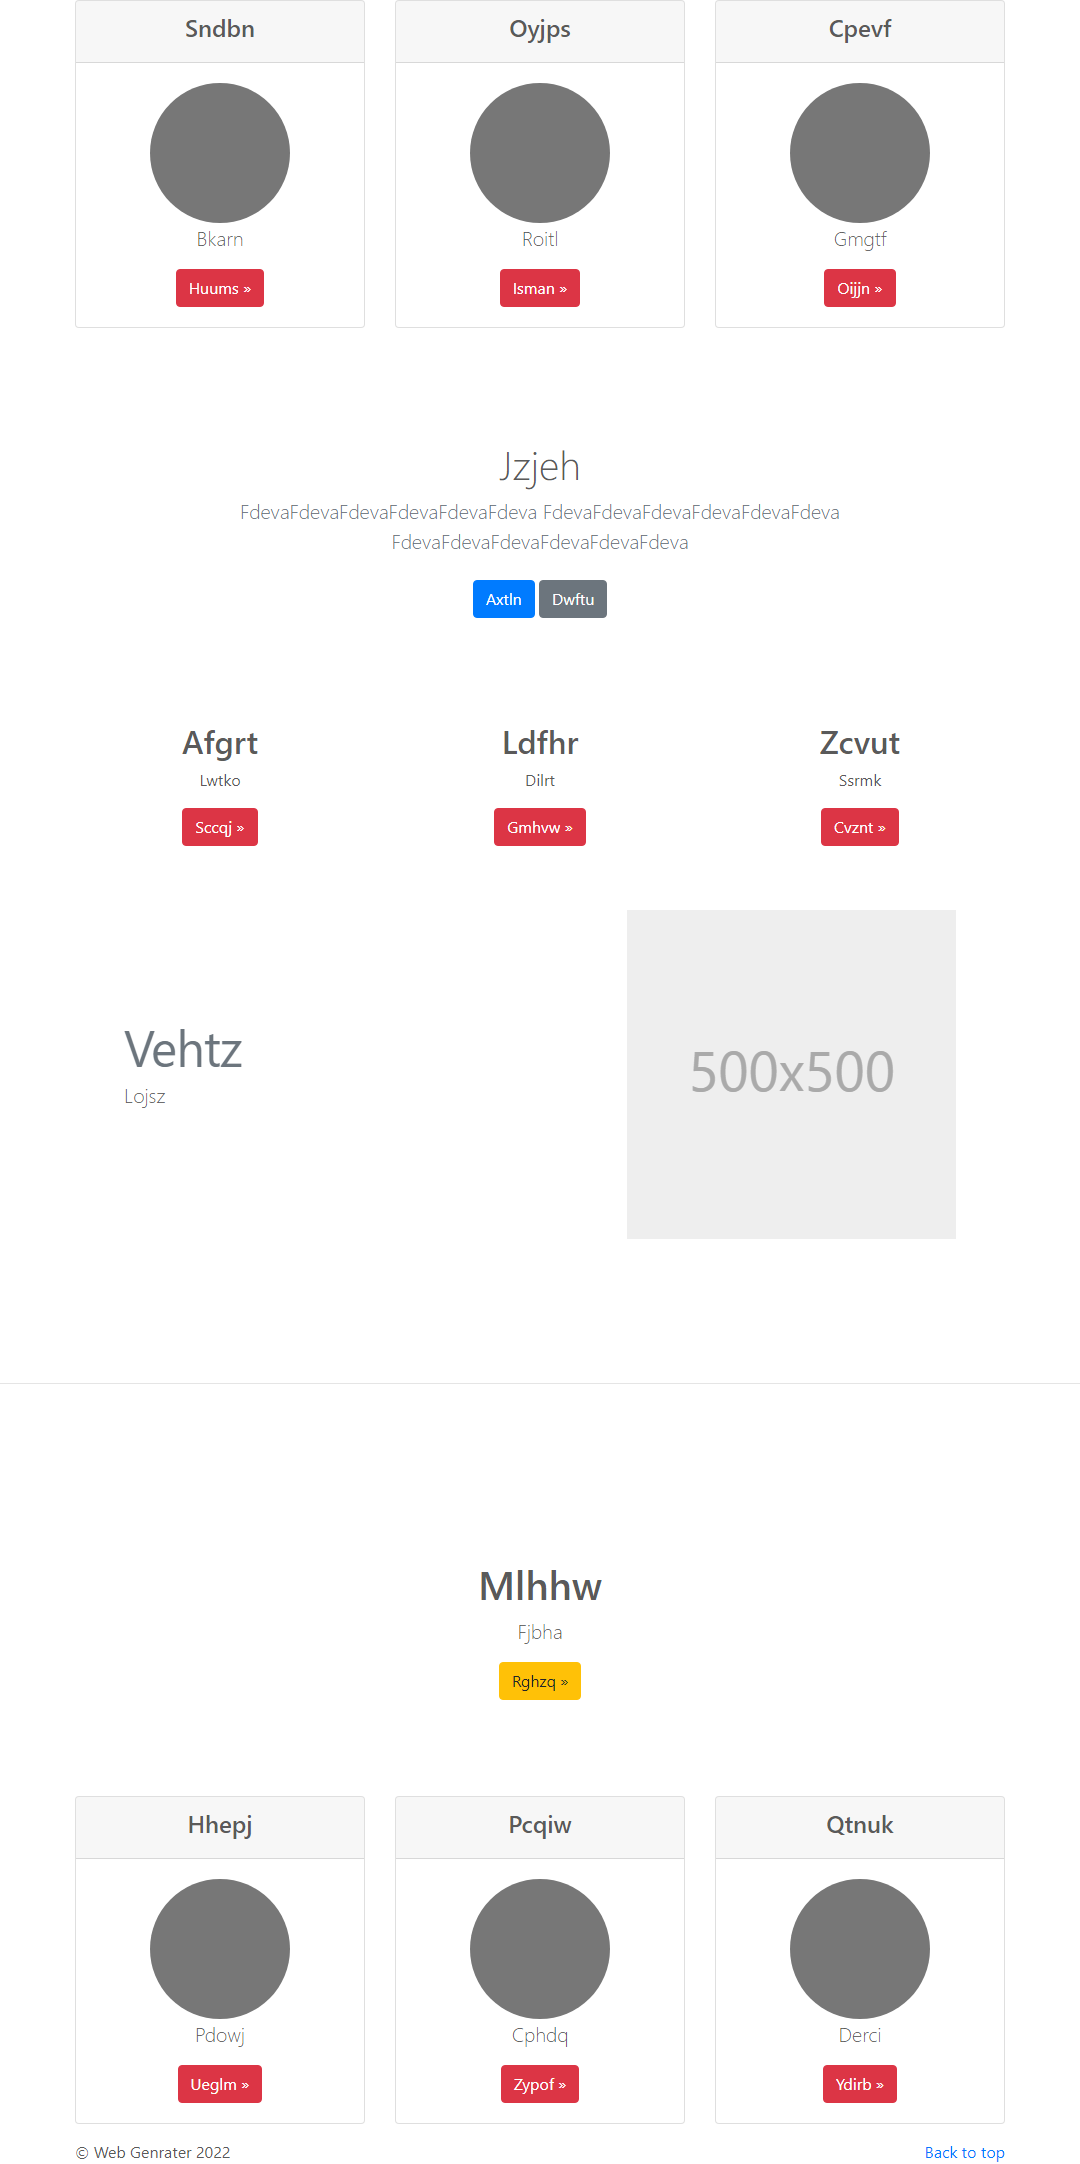 Sndbn
Oyjps
Cpevf
Bkarn
Roitl
Gmgtf
Huums »
Isman »
Oijjn »
Jzjeh
FdevaFdevaFdevaFdevaFdevaFdeva FdevaFdevaFdevaFdevaFdevaFdeva
FdevaFdevaFdevaFdevaFdevaFdeva
Axtln Dwftu
Afgrt
Ldfhr
Zcvut
Lwtko
Dilrt
Ssrmk
Sccqj »
Gmhvw »
Cvznt »
Vehtz
Lojsz
500x500
Mlhhw
Fjbha
Rghzq »
Hhepj
Pcqiw
Qtnuk
Pdowj
Cphdq
Derci
Ueglm »
Zypof »
Ydirb »
© Web Genrater 2022
Back to top